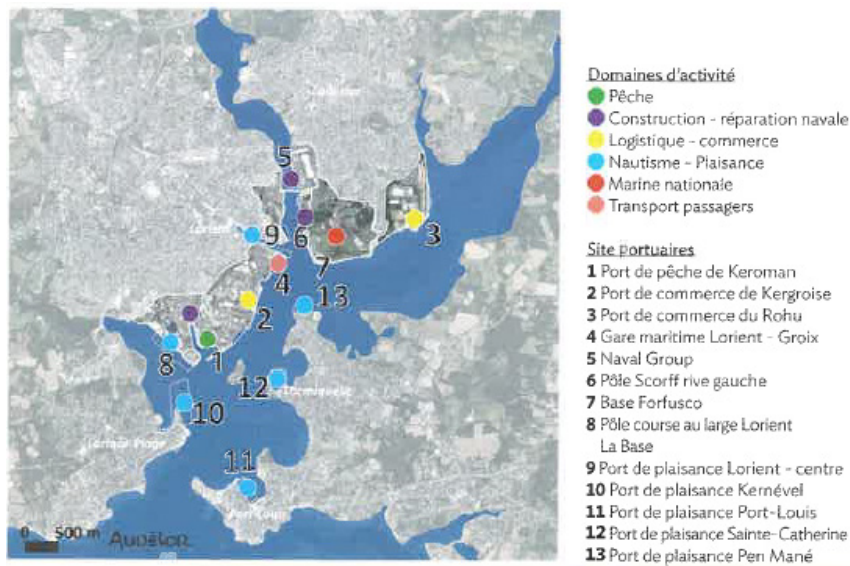 Domaines d'activité
Pêche
Construction - réparation navale
Logistique - commerce
Nautisme - Plaisance
Marine nationale
Transport passagers
Site portuaires
1 Port de pêche de Keroman
2 Port de commerce de Kergroise
3 Port de commerce du Rohu
4 Gare maritime Lorient - Groix
5 Naval Group
6 Pôle Scorff rive gauche
7 Base Forfusco
8 Pôle course au large Lorient
La Base
9 Port de plaisance Lorient - centre
10 Port de plaisance Kernével
11 Port de plaisance Port-Louis
12 Port de plaisance Sainte-Catherine
13 Port de plaisance Pen Mané
5
Lorient
9
6
3
7
4
13
2
8
1
12
10
Larmor-Plage
11
Port-Louis
0 500 m
Audélor